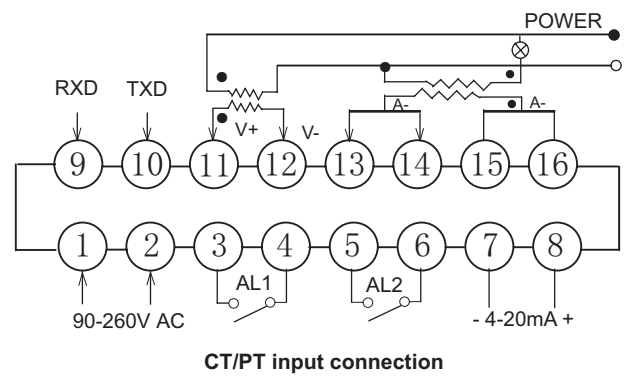 POWER
RXD TXD
V+ V- A- A-
9 10 11 12 13 14 15 16
1 2 3 4 5 6 7 8
AL1 AL2
90-260V AC - 4-20mA +
CT/PT input connection